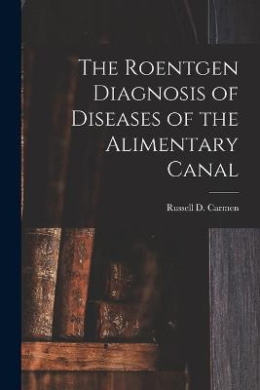 The Roentgen
Diagnosis of
Diseases of the
Alimentary
Canal
Russell D. Carmen